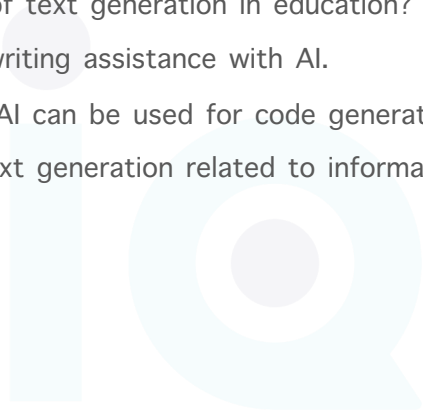 of text generation in education?
writing assistance with AI.
AI can be used for code generat
xt generation related to informa
iq